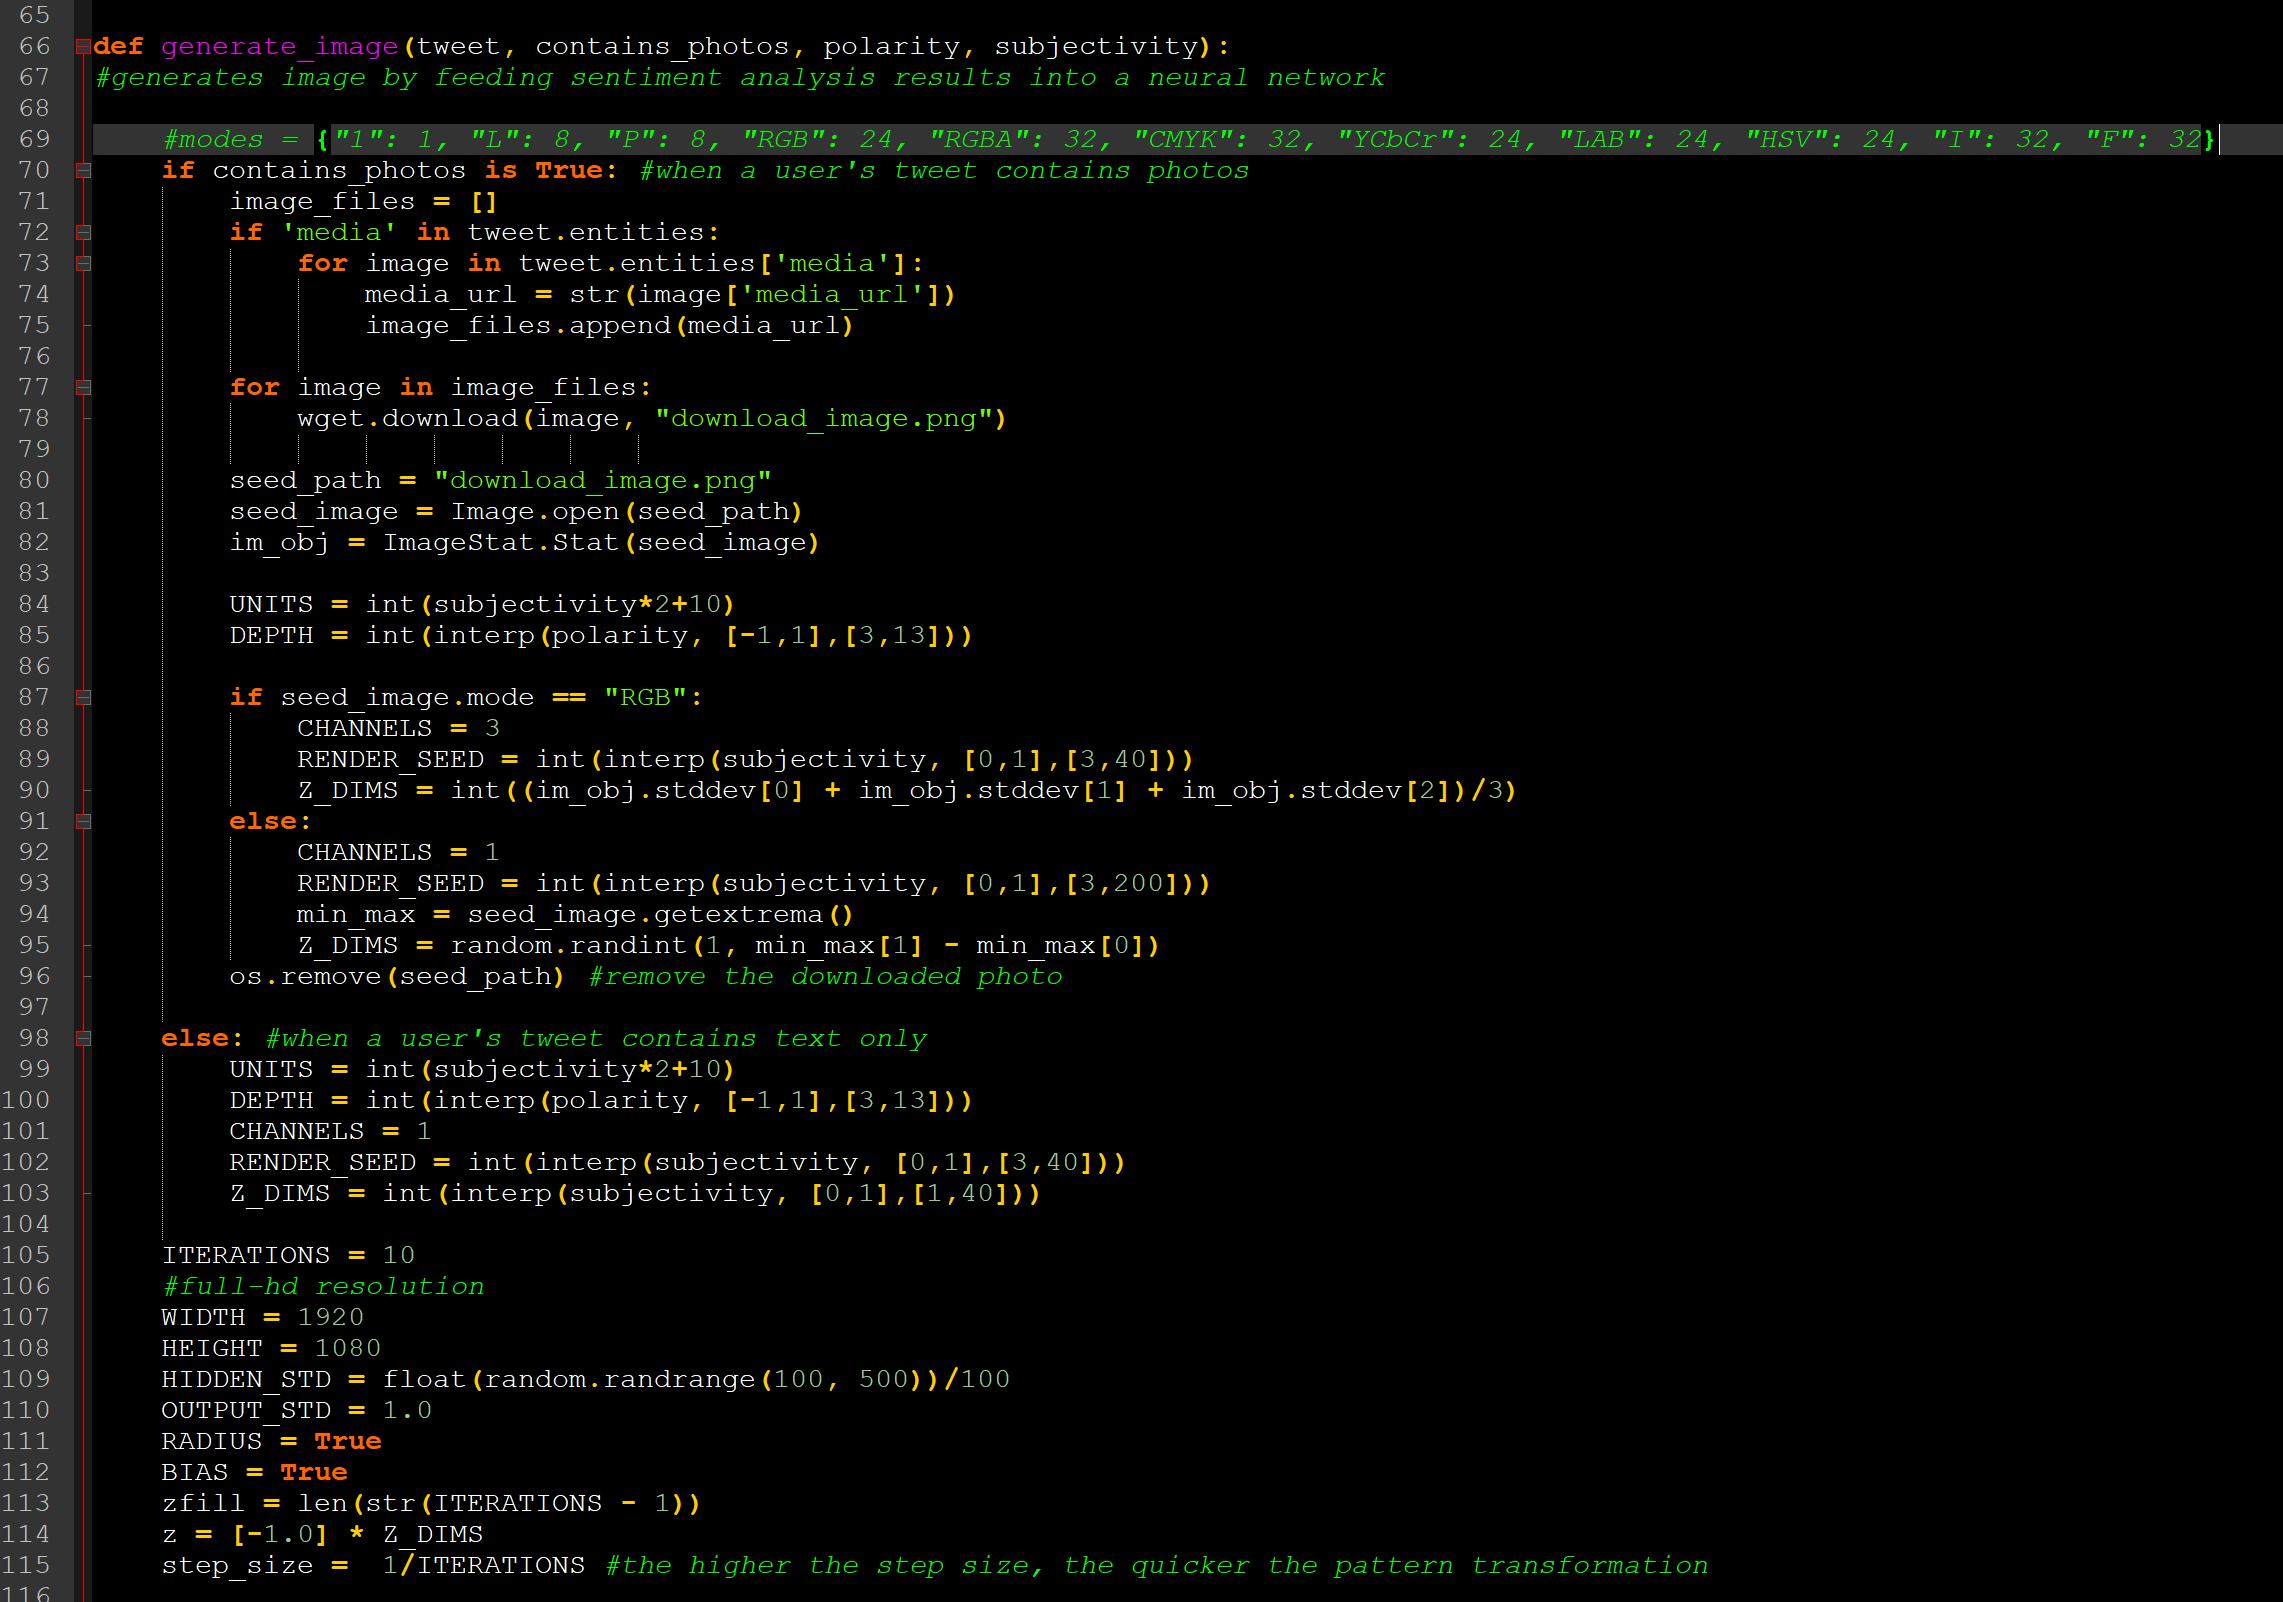 65
66 def generate_image(tweet, contains_photos, polarity, subjectivity):
67 #generates image by feeding sentiment analysis results into a neural network
68
69     #modes = {"1": 1, "L": 8, "P": 8, "RGB": 24, "RGBA": 32, "CMYK": 32, "YCbCr": 24, "LAB": 24, "HSV": 24, "I": 32, "F": 32}
70     if contains_photos is True: #when a user's tweet contains photos
71         image_files = []
72         if 'media' in tweet.entities:
73             for image in tweet.entities['media']:
74                 media_url = str(image['media_url'])
75                 image_files.append(media_url)
76
77         for image in image_files:
78             wget.download(image, "download_image.png")
79
80         seed_path = "download_image.png"
81         seed_image = Image.open(seed_path)
82         im_obj = ImageStat.Stat(seed_image)
83
84         UNITS = int(subjectivity*2+10)
85         DEPTH = int(interp(polarity, [-1,1],[3,13]))
86
87         if seed_image.mode == "RGB":
88             CHANNELS = 3
89             RENDER_SEED = int(interp(subjectivity, [0,1],[3,40]))
90             Z_DIMS = int((im_obj.stddev[0] + im_obj.stddev[1] + im_obj.stddev[2])/3)
91         else:
92             CHANNELS = 1
93             RENDER_SEED = int(interp(subjectivity, [0,1],[3,200]))
94             min_max = seed_image.getextrema()
95             Z_DIMS = random.randint(1, min_max[1] - min_max[0])
96         os.remove(seed_path) #remove the downloaded photo
97
98     else: #when a user's tweet contains text only
99         UNITS = int(subjectivity*2+10)
100         DEPTH = int(interp(polarity, [-1,1],[3,13]))
101         CHANNELS = 1
102         RENDER_SEED = int(interp(subjectivity, [0,1],[3,40]))
103         Z_DIMS = int(interp(subjectivity, [0,1],[1,40]))
104
105     ITERATIONS = 10
106     #full-hd resolution
107     WIDTH = 1920
108     HEIGHT = 1080
109     HIDDEN_STD = float(random.randrange(100, 500))/100
110     OUTPUT_STD = 1.0
111     RADIUS = True
112     BIAS = True
113     zfill = len(str(ITERATIONS - 1))
114     z = [-1.0] * Z_DIMS
115     step_size =  1/ITERATIONS #the higher the step size, the quicker the pattern transformation
116